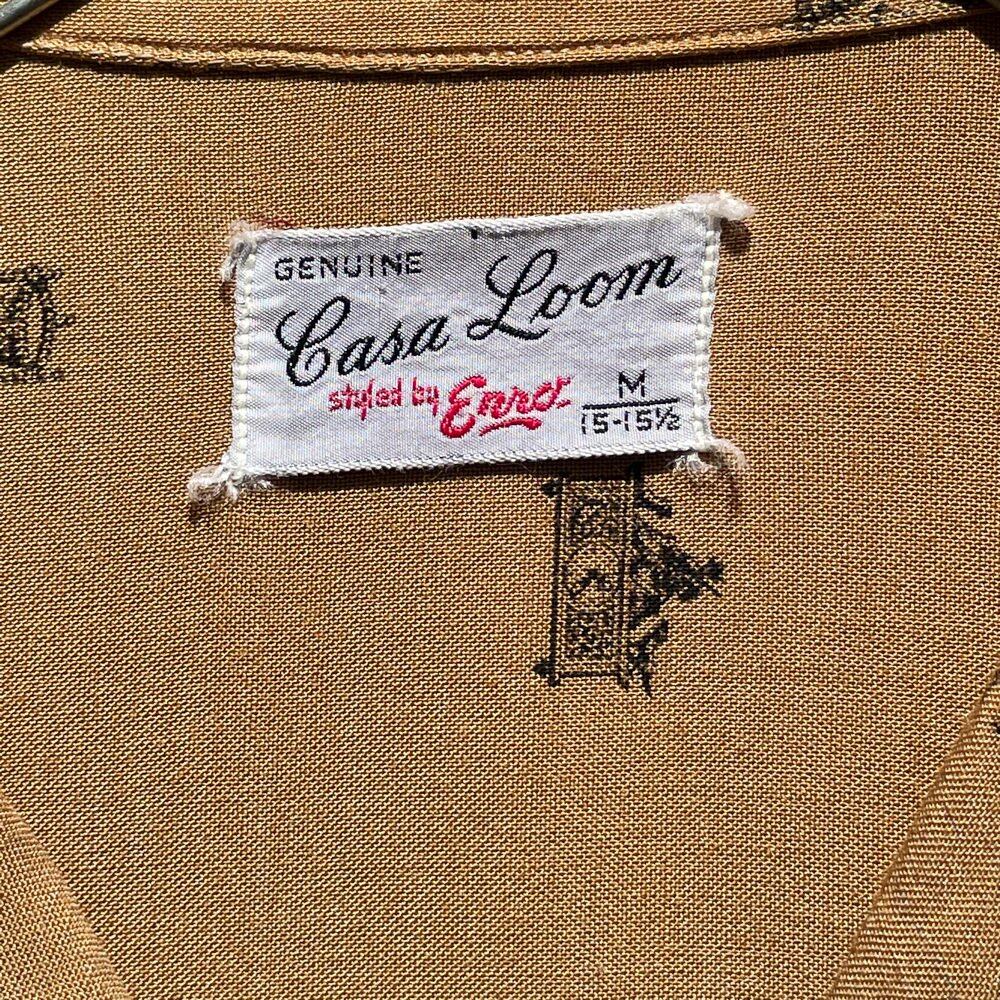 GENUINE
Casa Loom
styled by Enro
M
15-15½